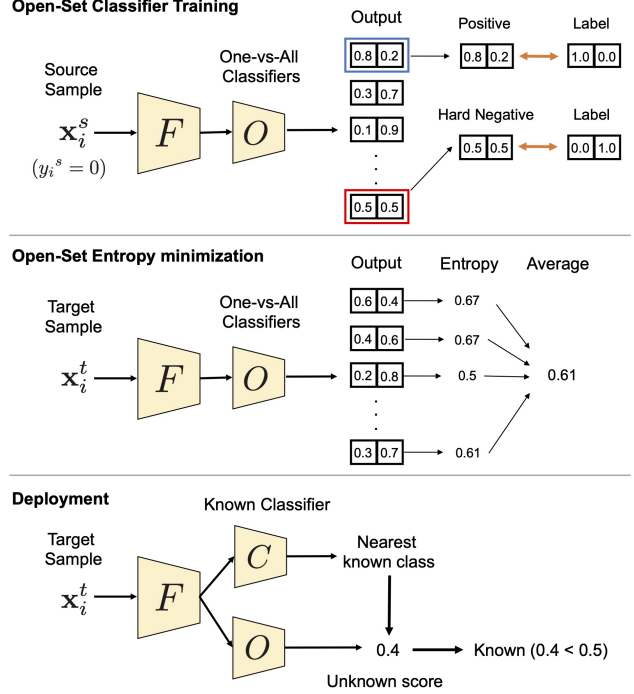 Open-Set Classifier Training
Output
Positive
Label
Source
Sample
One-vs-All
Classifiers
x_i^s
(y_i^s = 0)
F
O
0.8 0.2
0.8 0.2
1.0 0.0
0.3 0.7
0.1 0.9
Hard Negative
Label
0.5 0.5
0.0 1.0
.
.
.
0.5 0.5
Open-Set Entropy minimization
Output
Entropy
Average
Target
Sample
One-vs-All
Classifiers
x_i^t
F
O
0.6 0.4
0.67
0.4 0.6
0.67
0.2 0.8
0.5
0.61
.
.
.
0.3 0.7
0.61
Deployment
Known Classifier
Target
Sample
x_i^t
F
C
Nearest
known class
O
0.4
Known (0.4 < 0.5)
Unknown score